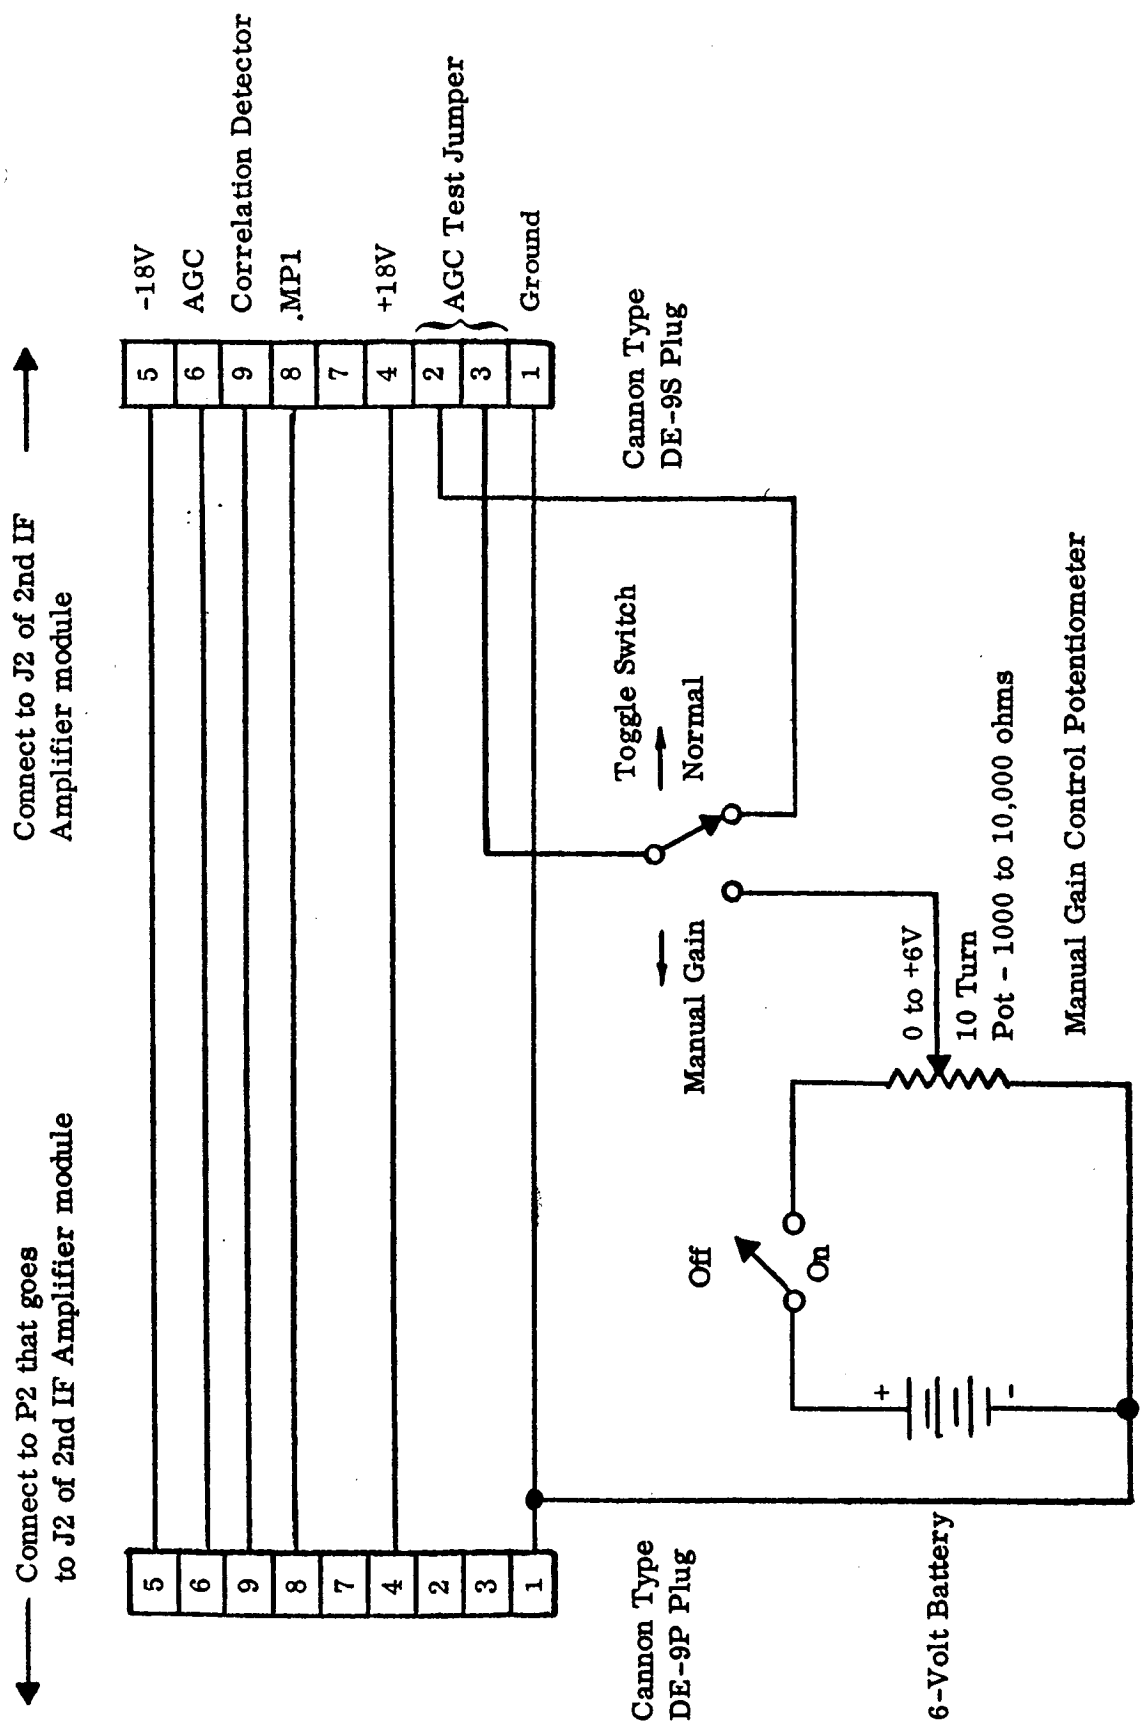 ← Connect to P2 that goes
to J2 of 2nd IF Amplifier module
Connect to J2 of 2nd IF →
Amplifier module
5
6
9
8
7
4
2
3
1
5
6
9
8
7
4
2
3
1
-18V
AGC
Correlation Detector
.MP1
+18V
AGC Test Jumper
Ground
Cannon Type
DE-9P Plug
Cannon Type
DE-9S Plug
Toggle Switch
← →
Manual Gain
Normal
Off
On
0 to +6V
10 Turn
Pot - 1000 to 10,000 ohms
Manual Gain Control Potentiometer
+
-
6-Volt Battery